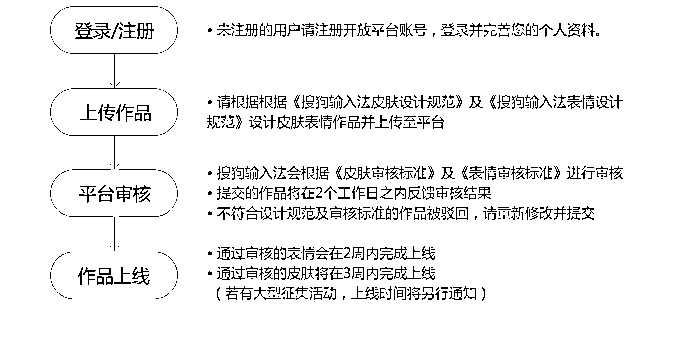 登录/注册
• 未注册的用户请注册开放平台账号，登录并完善您的个人资料。
上传作品
• 请根据根据《搜狗输入法皮肤设计规范》及《搜狗输入法表情设计
规范》设计皮肤表情作品并上传至平台
平台审核
• 搜狗输入法会根据《皮肤审核标准》及《表情审核标准》进行审核
• 提交的作品将在2个工作日之内反馈审核结果
• 不符合设计规范及审核标准的作品被驳回，请重新修改并提交
作品上线
• 通过审核的表情会在2周内完成上线
• 通过审核的皮肤将在3周内完成上线
（若有大型征集活动，上线时间将另行通知）